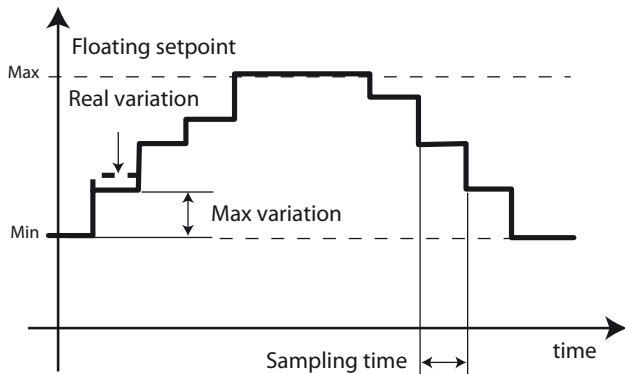 Floating setpoint
Max
Real variation
Max variation
Min
time
Sampling time